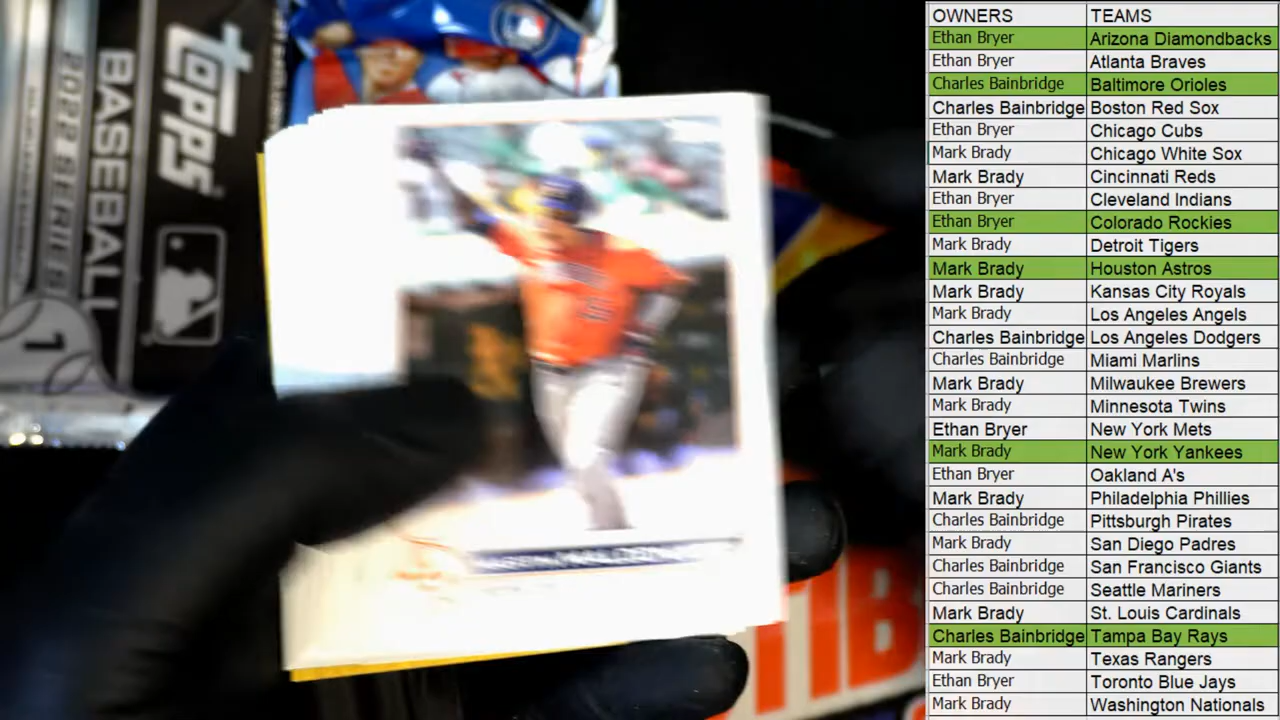 topps
BASEBALL
2022 SERIES
1
OWNERS TEAMS
Ethan Bryer Arizona Diamondbacks
Ethan Bryer Atlanta Braves
Charles Bainbridge Baltimore Orioles
Charles Bainbridge Boston Red Sox
Ethan Bryer Chicago Cubs
Mark Brady Chicago White Sox
Mark Brady Cincinnati Reds
Ethan Bryer Cleveland Indians
Ethan Bryer Colorado Rockies
Mark Brady Detroit Tigers
Mark Brady Houston Astros
Mark Brady Kansas City Royals
Mark Brady Los Angeles Angels
Charles Bainbridge Los Angeles Dodgers
Charles Bainbridge Miami Marlins
Mark Brady Milwaukee Brewers
Mark Brady Minnesota Twins
Ethan Bryer New York Mets
Mark Brady New York Yankees
Ethan Bryer Oakland A's
Mark Brady Philadelphia Phillies
Charles Bainbridge Pittsburgh Pirates
Mark Brady San Diego Padres
Charles Bainbridge San Francisco Giants
Charles Bainbridge Seattle Mariners
Mark Brady St. Louis Cardinals
Charles Bainbridge Tampa Bay Rays
Mark Brady Texas Rangers
Ethan Bryer Toronto Blue Jays
Mark Brady Washington Nationals